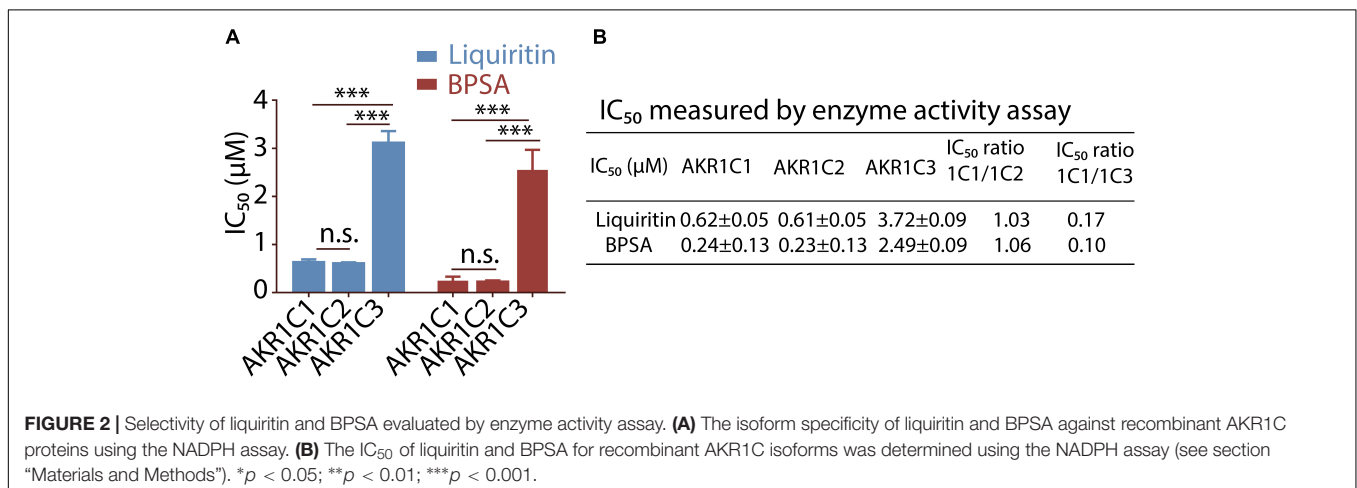 A
Liquiritin
BPSA
IC₅₀ (µM)
4
3
2
1
0
***
***
n.s.
***
***
n.s.
AKR1C1
AKR1C2
AKR1C3
AKR1C1
AKR1C2
AKR1C3
B
IC₅₀ measured by enzyme activity assay
IC₅₀ (µM) AKR1C1 AKR1C2 AKR1C3 IC₅₀ ratio 1C1/1C2 IC₅₀ ratio 1C1/1C3
Liquiritin 0.62±0.05 0.61±0.05 3.72±0.09 1.03 0.17
BPSA 0.24±0.13 0.23±0.13 2.49±0.09 1.06 0.10
FIGURE 2 | Selectivity of liquiritin and BPSA evaluated by enzyme activity assay. (A) The isoform specificity of liquiritin and BPSA against recombinant AKR1C
proteins using the NADPH assay. (B) The IC₅₀ of liquiritin and BPSA for recombinant AKR1C isoforms was determined using the NADPH assay (see section
“Materials and Methods”). *p < 0.05; **p < 0.01; ***p < 0.001.